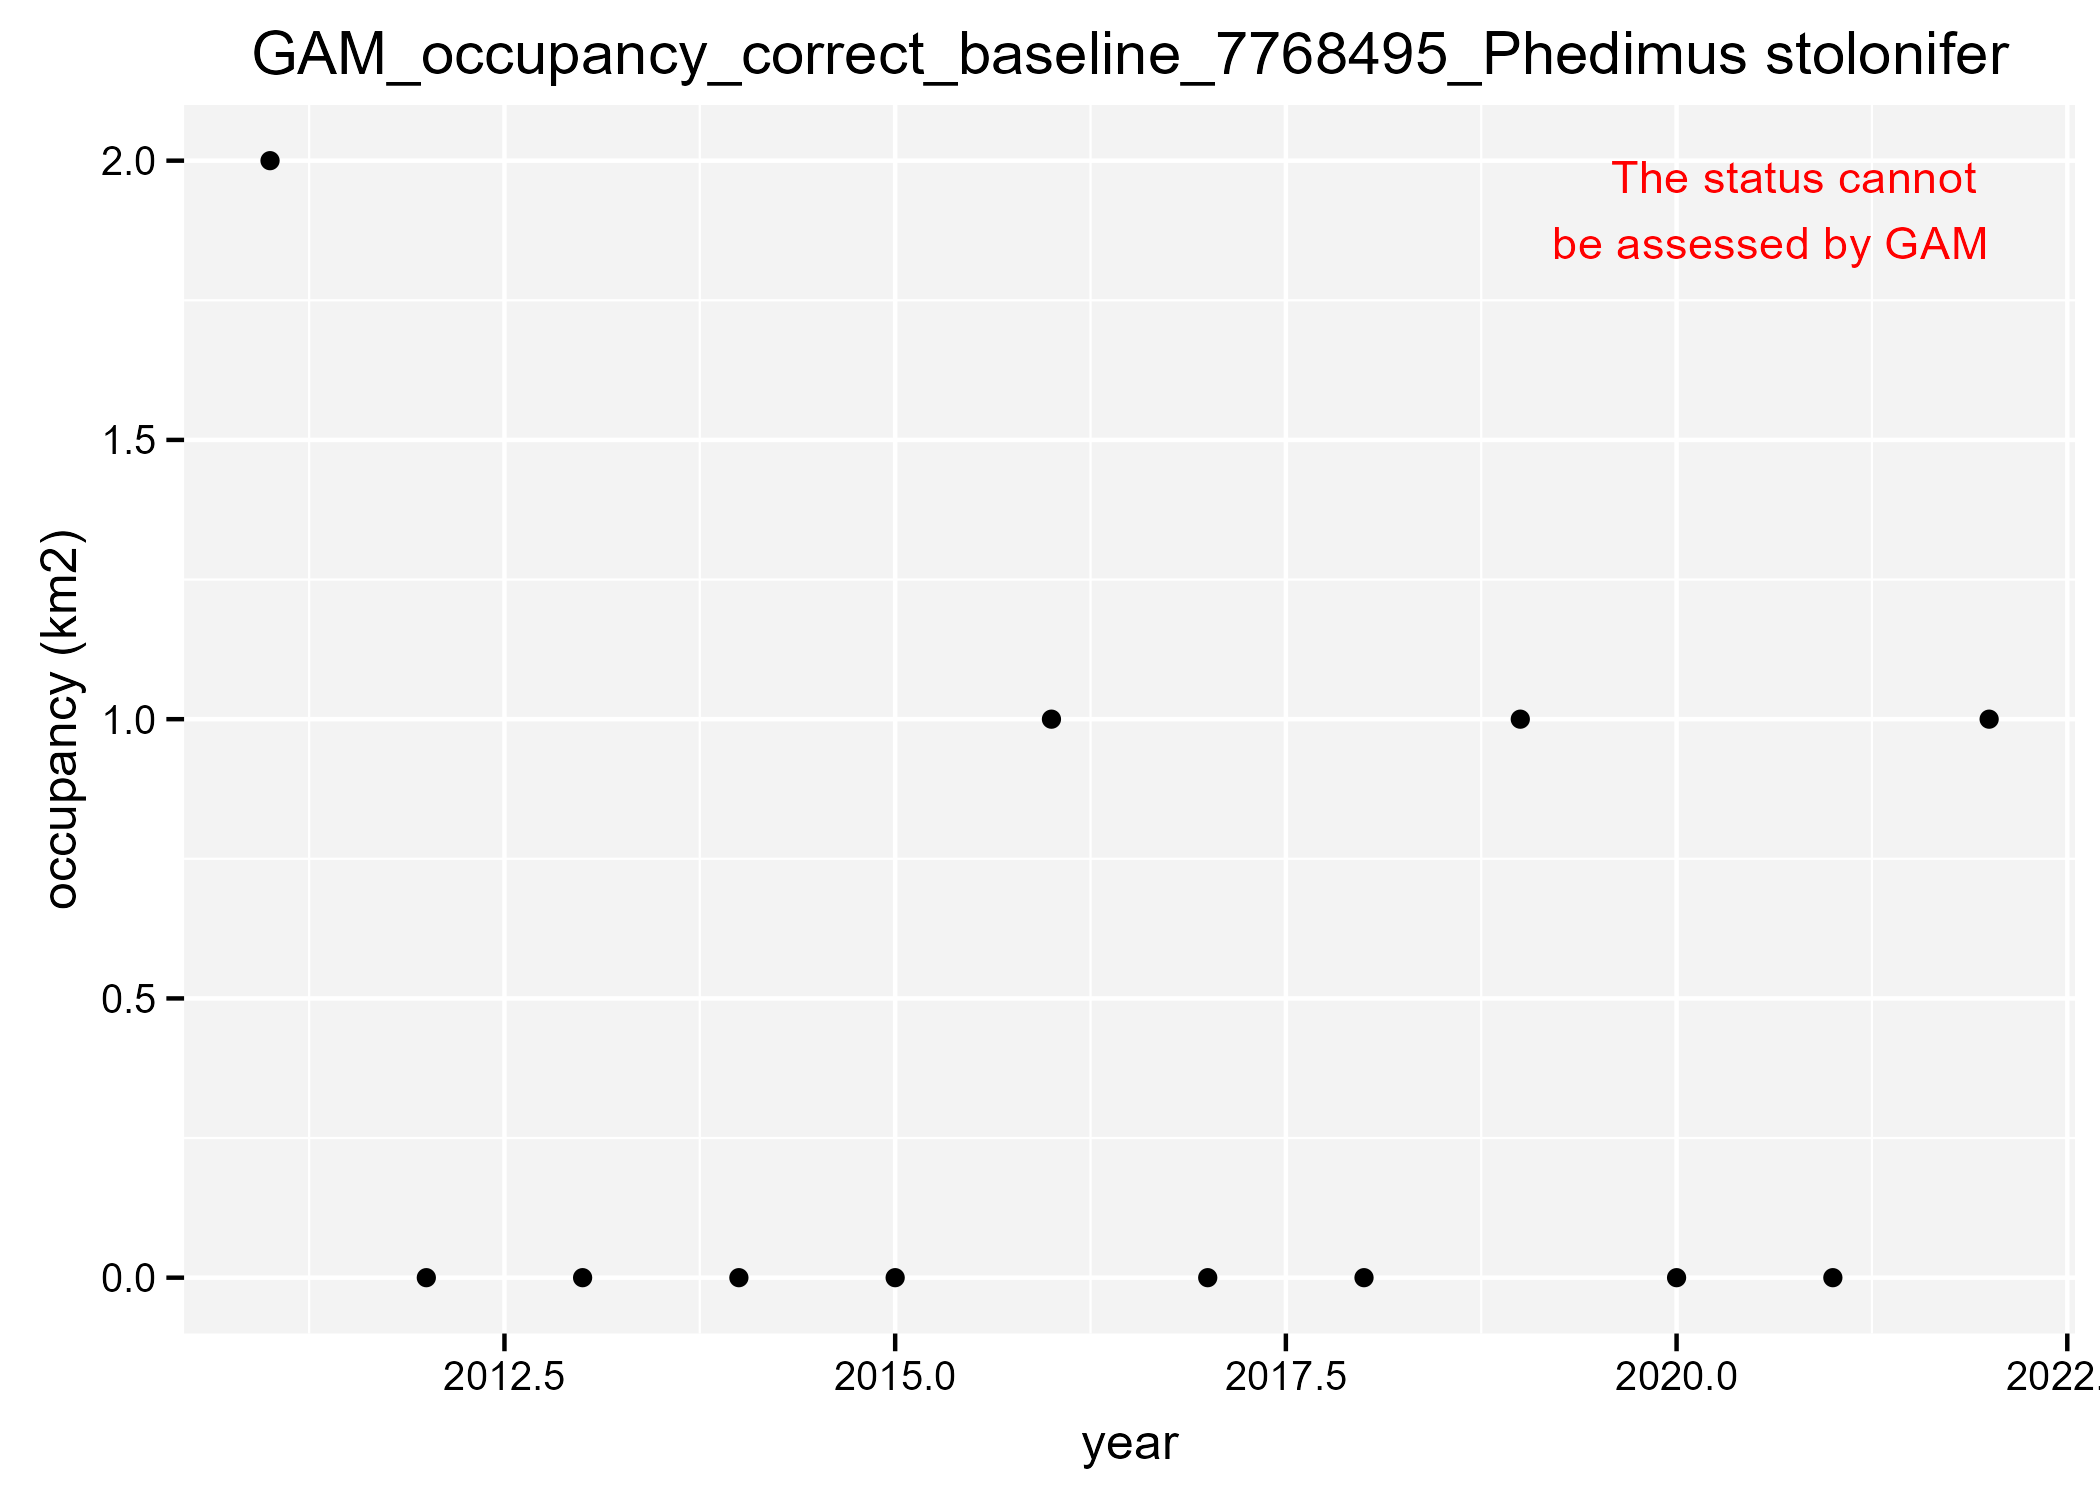 GAM_occupancy_correct_baseline_7768495_Phedimus stolonifer
The status cannot
be assessed by GAM
2.0
1.5
1.0
0.5
0.0
occupancy (km2)
2012.5
2015.0
2017.5
2020.0
2022.
year